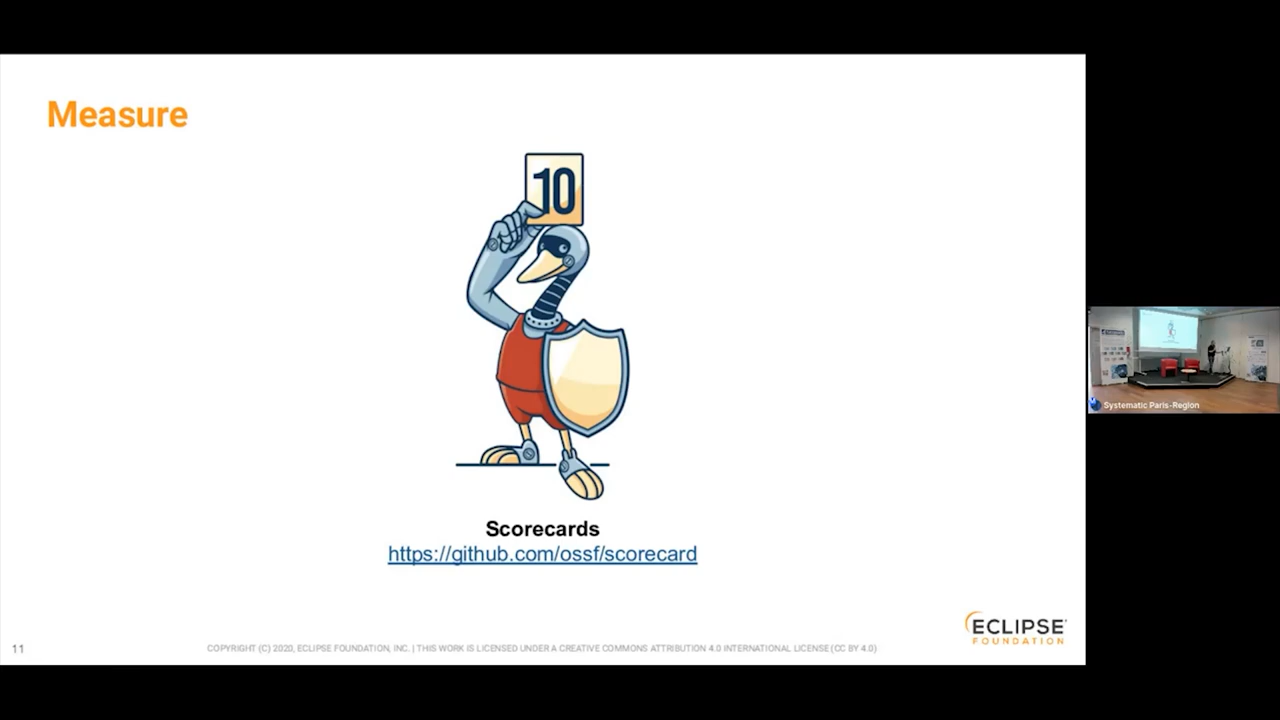 Measure
10
Scorecards
https://github.com/ossf/scorecard
11
COPYRIGHT (C) 2020, ECLIPSE FOUNDATION, INC. | THIS WORK IS LICENSED UNDER A CREATIVE COMMONS ATTRIBUTION 4.0 INTERNATIONAL LICENSE (CC BY 4.0)
ECLIPSE
FOUNDATION
Systematic Paris-Region